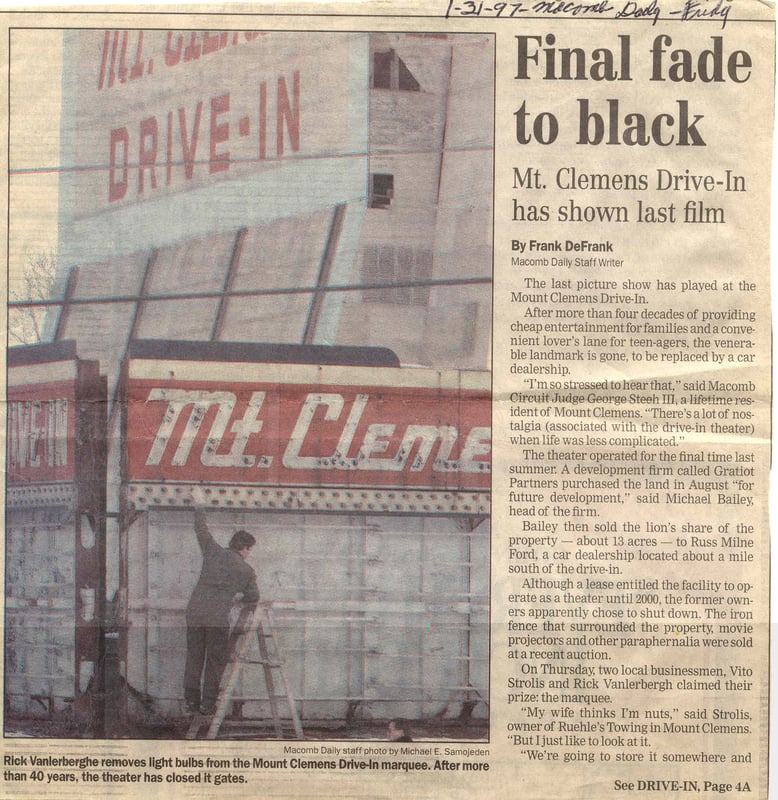 1-31-97- Macomb Daily - Friday
Mt. Clem
DRIVE-IN
IVE-IN
Mt. Cleme
Macomb Daily staff photo by Michael E. Samojeden
Rick Vanlerberghe removes light bulbs from the Mount Clemens Drive-In marquee. After more
than 40 years, the theater has closed it gates.
Final fade
to black
Mt. Clemens Drive-In
has shown last film
By Frank DeFrank
Macomb Daily Staff Writer
The last picture show has played at the
Mount Clemens Drive-In.
After more than four decades of providing
cheap entertainment for families and a conve-
nient lover's lane for teen-agers, the venera-
ble landmark is gone, to be replaced by a car
dealership.
"I'm so stressed to hear that," said Macomb
Circuit Judge George Steeh III, a lifetime res-
ident of Mount Clemens. "There's a lot of nos-
talgia (associated with the drive-in theater)
when life was less complicated."
The theater operated for the final time last
summer. A development firm called Gratiot
Partners purchased the land in August "for
future development," said Michael Bailey,
head of the firm.
Bailey then sold the lion's share of the
property — about 13 acres — to Russ Milne
Ford, a car dealership located about a mile
south of the drive-in.
Although a lease entitled the facility to op-
erate as a theater until 2000, the former own-
ers apparently chose to shut down. The iron
fence that surrounded the property, movie
projectors and other paraphernalia were sold
at a recent auction.
On Thursday, two local businessmen, Vito
Strolis and Rick Vanlerbergh claimed their
prize: the marquee.
"My wife thinks I'm nuts," said Strolis,
owner of Ruehle's Towing in Mount Clemens.
"But I just like to look at it.
"We're going to store it somewhere and
See DRIVE-IN, Page 4A